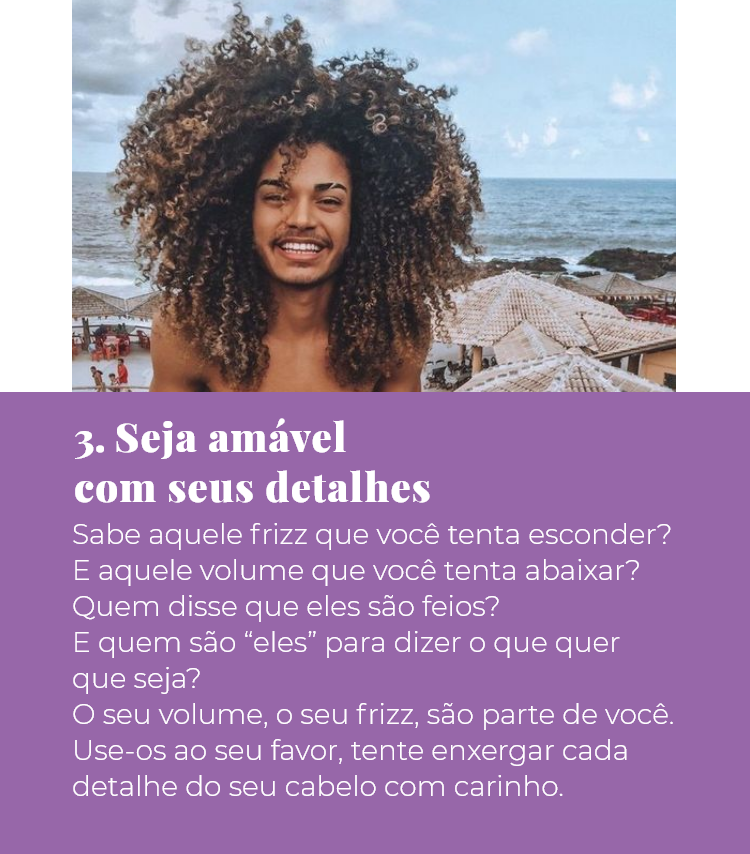 3. Seja amável
com seus detalhes
Sabe aquele frizz que você tenta esconder?
E aquele volume que você tenta abaixar?
Quem disse que eles são feios?
E quem são “eles” para dizer o que quer
que seja?
O seu volume, o seu frizz, são parte de você.
Use-os ao seu favor, tente enxergar cada
detalhe do seu cabelo com carinho.